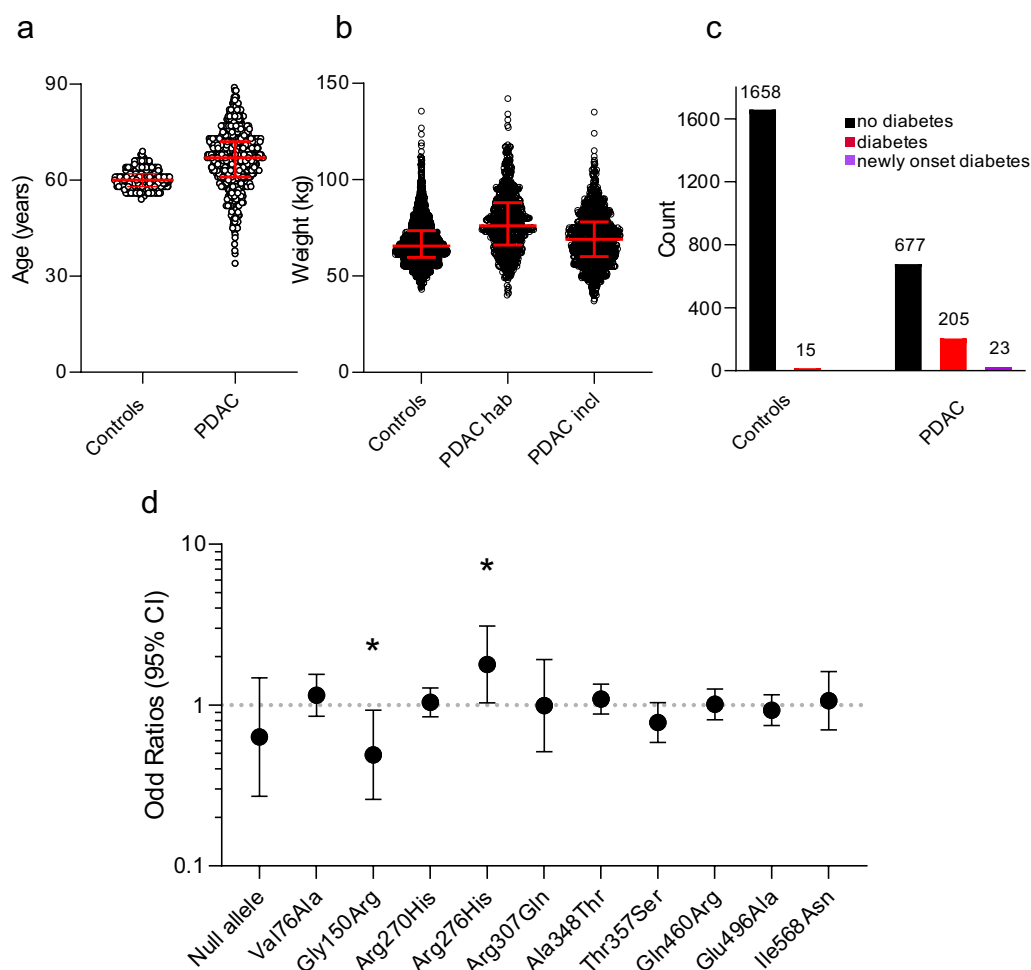 a
b
c
Age (years)
90
60
30
0
Controls
PDAC
Weight (kg)
150
100
50
0
Controls
PDAC hab
PDAC incl
Count
1600
1200
800
400
0
1658
15
677
205
23
no diabetes
diabetes
newly onset diabetes
Controls
PDAC
d
Odd Ratios (95% CI)
10
1
0.1
*
*
Null allele
Val76Ala
Gly150Arg
Arg270His
Arg276His
Arg307Gln
Ala348Thr
Thr357Ser
Gln460Arg
Glu496Ala
Ile568Asn